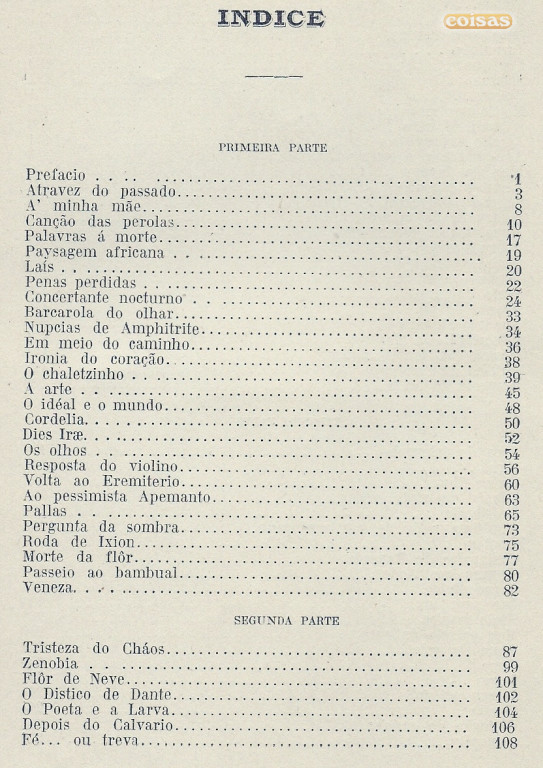 INDICE
coisas
PRIMEIRA PARTE
Prefacio . . . . 1
Atravez do passado 3
A' minha mãe 8
Canção das perolas 10
Palavras á morte 17
Paysagem africana 19
Laís 20
Penas perdidas 22
Concertante nocturno 24
Barcarola do olhar 33
Nupcias de Amphitrite 34
Em meio do caminho 36
Ironia do coração 38
O chaletzinho 39
A arte 45
O idéal e o mundo 48
Cordelia 50
Dies Iræ 52
Os olhos 54
Resposta do violino 56
Volta ao Eremiterio 60
Ao pessimista Apemanto 63
Pallas 65
Pergunta da sombra 73
Roda de Ixion 75
Morte da flôr 77
Passeio ao bambual 80
Veneza 82
SEGUNDA PARTE
Tristeza do Cháos 87
Zenobia 99
Flôr de Neve 101
O Distico de Dante 102
O Poeta e a Larva 104
Depois do Calvario 106
Fé... ou treva 108